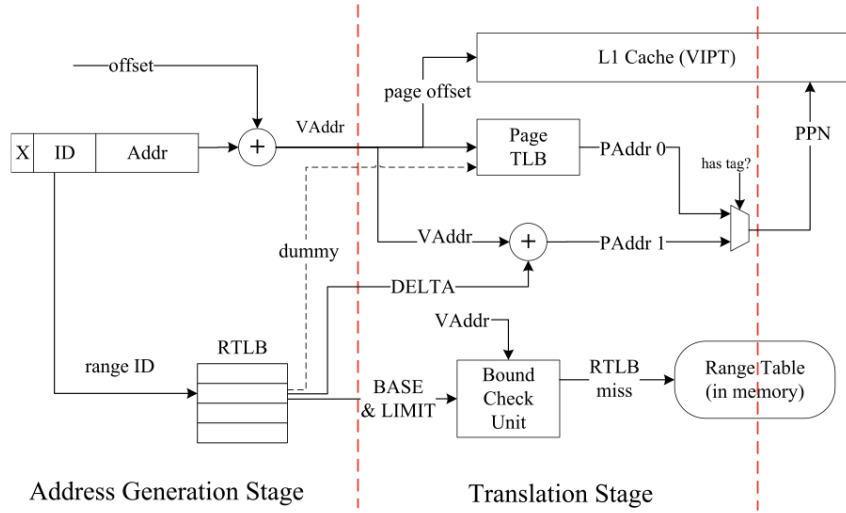 offset
L1 Cache (VIPT)
page offset
VAddr
X ID Addr
+
Page
TLB
PAddr 0
PPN
has tag?
dummy
VAddr
+
PAddr 1
DELTA
VAddr
range ID
RTLB
BASE
& LIMIT
Bound
Check
Unit
RTLB
miss
Range Table
(in memory)
Address Generation Stage
Translation Stage